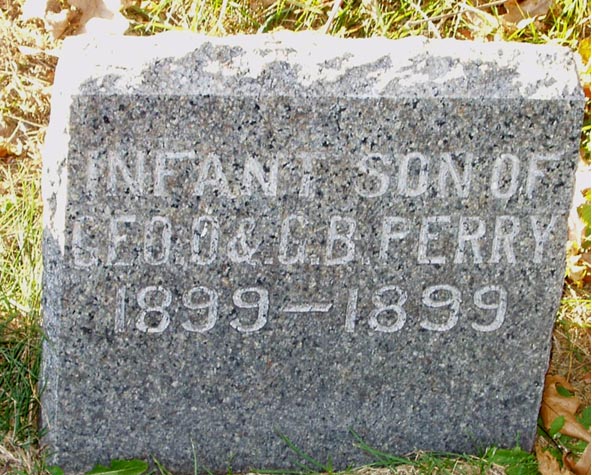 INFANT SON OF
GEO. O & G. B. PERRY
1899–1899